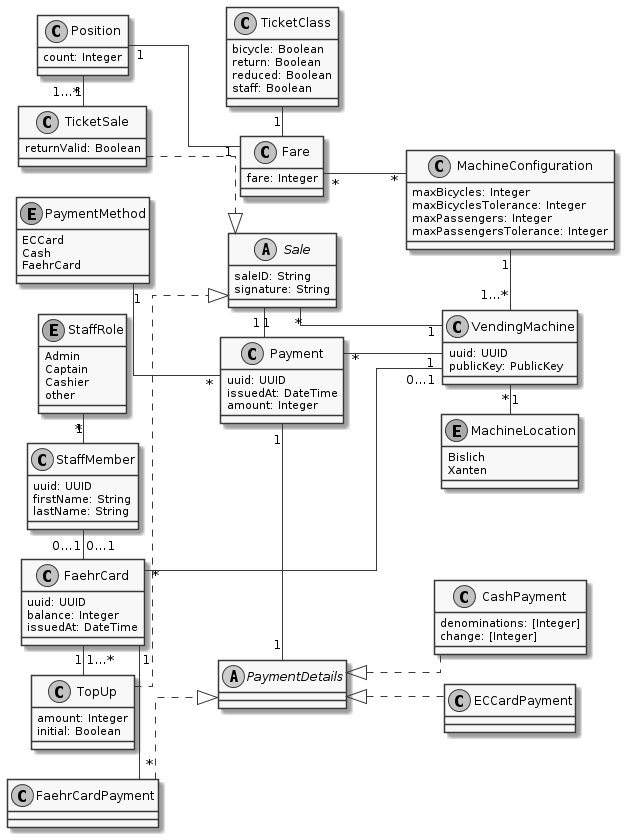 C Position
count: Integer
C TicketClass
bicycle: Boolean
return: Boolean
reduced: Boolean
staff: Boolean
1
1...*
1
1
C TicketSale
returnValid: Boolean
1
C Fare
fare: Integer
*
*
C MachineConfiguration
maxBicycles: Integer
maxBicyclesTolerance: Integer
maxPassengers: Integer
maxPassengersTolerance: Integer
E PaymentMethod
ECCard
Cash
FaehrCard
1
A Sale
saleID: String
signature: String
1
1...*
1
1
*
1
E StaffRole
Admin
Captain
Cashier
other
C VendingMachine
uuid: UUID
publicKey: PublicKey
C Payment
uuid: UUID
issuedAt: DateTime
amount: Integer
*
*
1
0...1
*
1
E MachineLocation
Bislich
Xanten
*
1
C StaffMember
uuid: UUID
firstName: String
lastName: String
1
0...1
0...1
C FaehrCard
uuid: UUID
balance: Integer
issuedAt: DateTime
*
1
1...*
1
1
C CashPayment
denominations: [Integer]
change: [Integer]
A PaymentDetails
C ECCardPayment
C TopUp
amount: Integer
initial: Boolean
*
C FaehrCardPayment